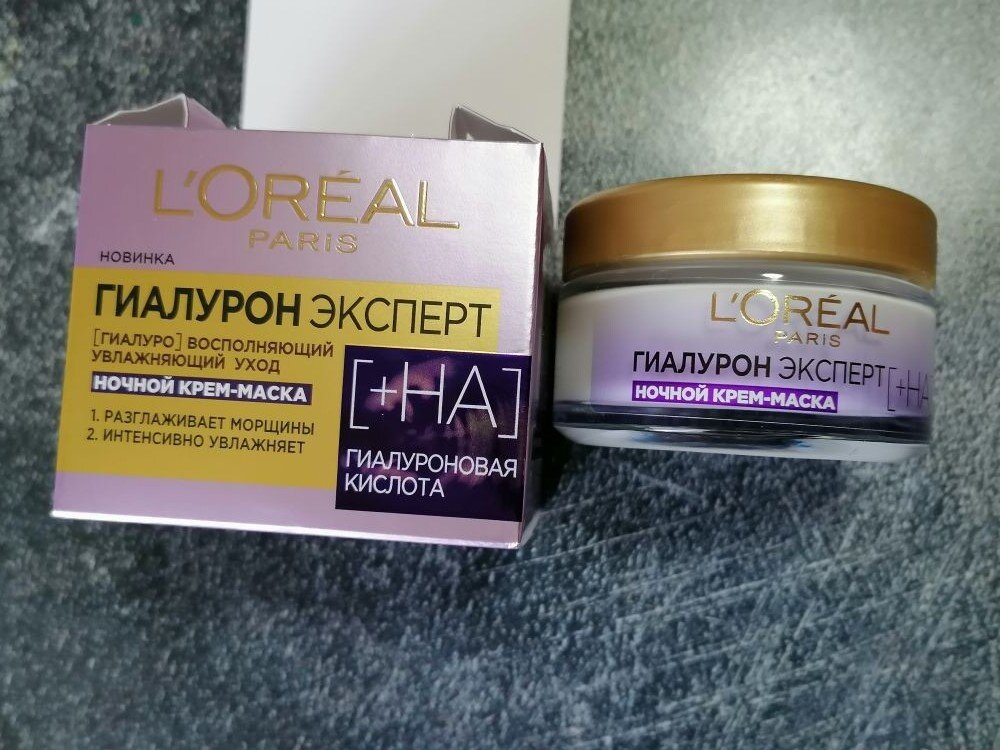 L'ORÉAL
PARIS
НОВИНКА
ГИАЛУРОН ЭКСПЕРТ
[ГИАЛУРО] ВОСПОЛНЯЮЩИЙ
УВЛАЖНЯЮЩИЙ УХОД
НОЧНОЙ КРЕМ-МАСКА
1. РАЗГЛАЖИВАЕТ МОРЩИНЫ
2. ИНТЕНСИВНО УВЛАЖНЯЕТ
[+HA]
ГИАЛУРОНОВАЯ
КИСЛОТА
L'ORÉAL
PARIS
ГИАЛУРОН ЭКСПЕРТ
НОЧНОЙ КРЕМ-МАСКА
[+HA